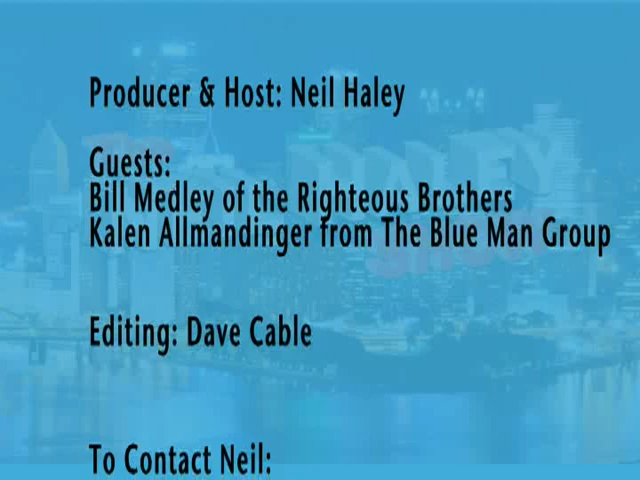 Producer & Host: Neil Haley
Guests:
Bill Medley of the Righteous Brothers
Kalen Allmandinger from The Blue Man Group
Editing: Dave Cable
To Contact Neil:
HALEY